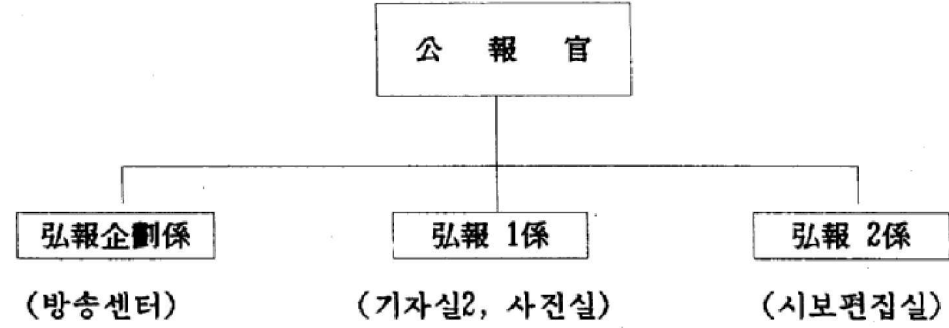 公 報 官
弘報企劃係 弘報 1係 弘報 2係
(방송센터) (기자실2, 사진실) (시보편집실)